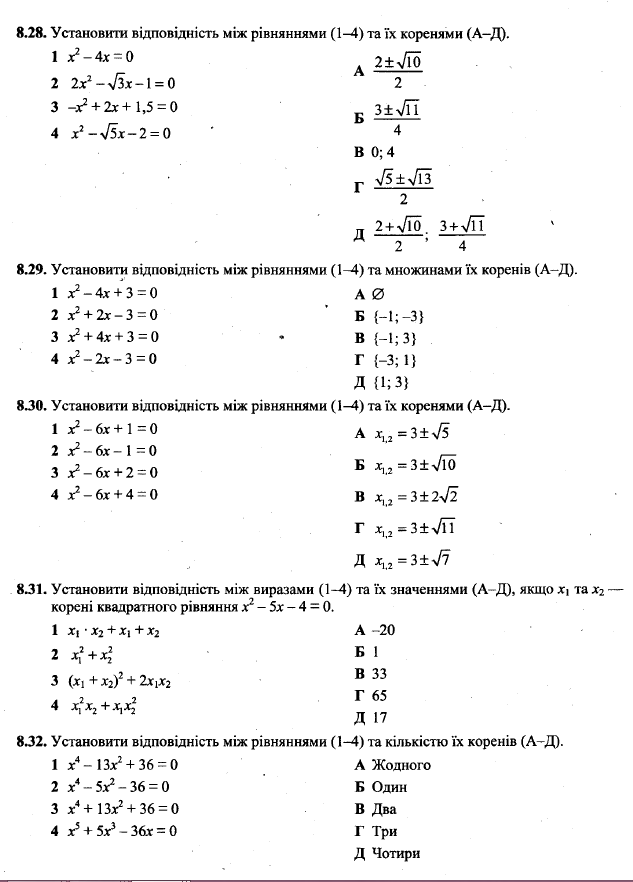 8.28. Установити відповідність між рівняннями (1–4) та їх коренями (А–Д).
1 x² – 4x = 0
2 2x² – √3x – 1 = 0
3 –x² + 2x + 1,5 = 0
4 x² – √5x – 2 = 0
А (2 ± √10)/2
Б (3 ± √11)/4
В 0; 4
Г (√5 ± √13)/2
Д (2 + √10)/2; (3 + √11)/4
8.29. Установити відповідність між рівняннями (1–4) та множинами їх коренів (А–Д).
1 x² – 4x + 3 = 0
2 x² + 2x – 3 = 0
3 x² + 4x + 3 = 0
4 x² – 2x – 3 = 0
А ∅
Б {–1; –3}
В {–1; 3}
Г {–3; 1}
Д {1; 3}
8.30. Установити відповідність між рівняннями (1–4) та їх коренями (А–Д).
1 x² – 6x + 1 = 0
2 x² – 6x – 1 = 0
3 x² – 6x + 2 = 0
4 x² – 6x + 4 = 0
А x₁,₂ = 3 ± √5
Б x₁,₂ = 3 ± √10
В x₁,₂ = 3 ± 2√2
Г x₁,₂ = 3 ± √11
Д x₁,₂ = 3 ± √7
8.31. Установити відповідність між виразами (1–4) та їх значеннями (А–Д), якщо x₁ та x₂ —
корені квадратного рівняння x² – 5x – 4 = 0.
1 x₁ · x₂ + x₁ + x₂
2 x₁² + x₂²
3 (x₁ + x₂)² + 2x₁x₂
4 x₁²x₂ + x₁x₂²
А –20
Б 1
В 33
Г 65
Д 17
8.32. Установити відповідність між рівняннями (1–4) та кількістю їх коренів (А–Д).
1 x⁴ – 13x² + 36 = 0
2 x⁴ – 5x² – 36 = 0
3 x⁴ + 13x² + 36 = 0
4 x⁵ + 5x³ – 36x = 0
А Жодного
Б Один
В Два
Г Три
Д Чотири